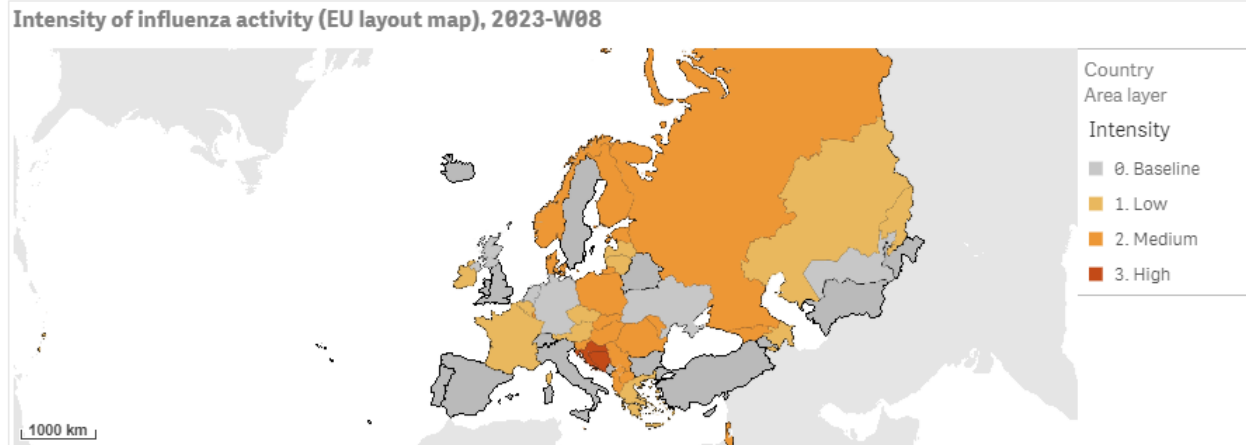 Intensity of influenza activity (EU layout map), 2023-W08
Country
Area layer
Intensity
0. Baseline
1. Low
2. Medium
3. High
1000 km